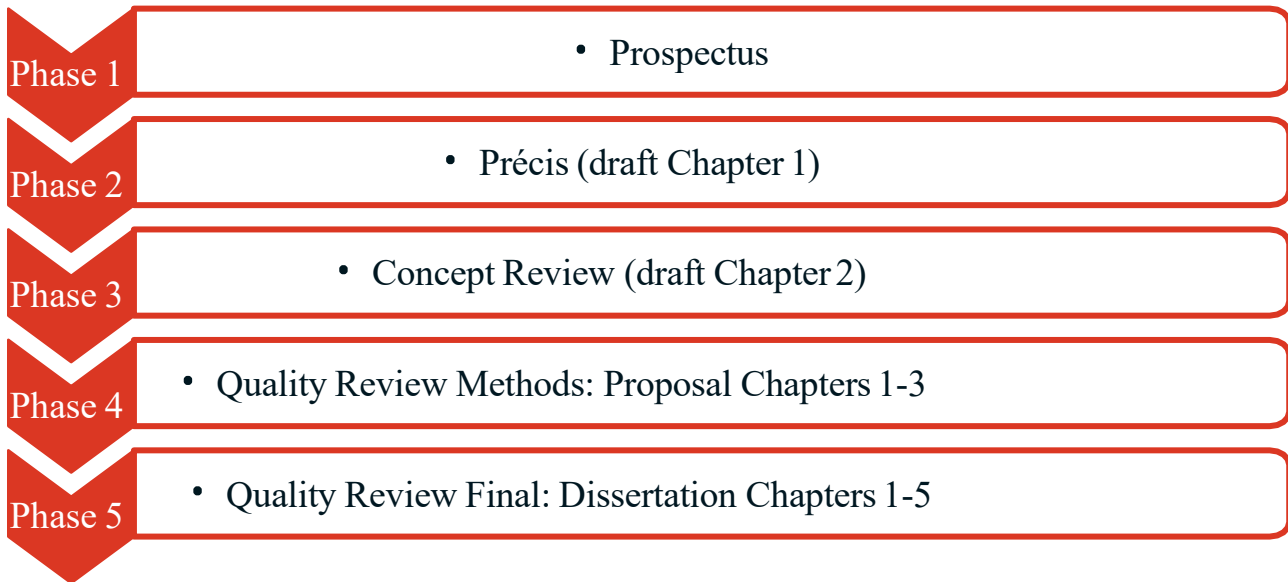 Phase 1
• Prospectus
Phase 2
• Précis (draft Chapter 1)
Phase 3
• Concept Review (draft Chapter 2)
Phase 4
• Quality Review Methods: Proposal Chapters 1-3
Phase 5
• Quality Review Final: Dissertation Chapters 1-5